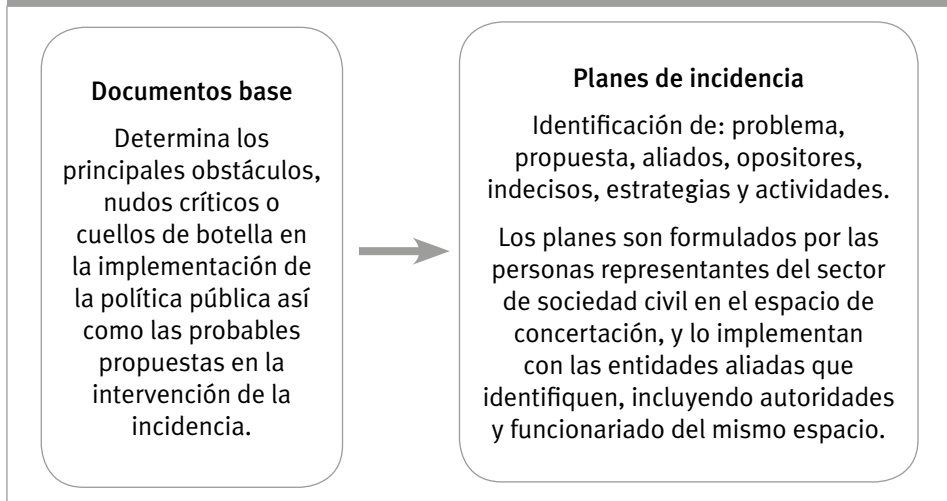 Documentos base
Determina los
principales obstáculos,
nudos críticos o
cuellos de botella en
la implementación de
la política pública así
como las probables
propuestas en la
intervención de la
incidencia.
Planes de incidencia
Identificación de: problema,
propuesta, aliados, opositores,
indecisos, estrategias y actividades.
Los planes son formulados por las
personas representantes del sector
de sociedad civil en el espacio de
concertación, y lo implementan
con las entidades aliadas que
identifiquen, incluyendo autoridades
y funcionariado del mismo espacio.